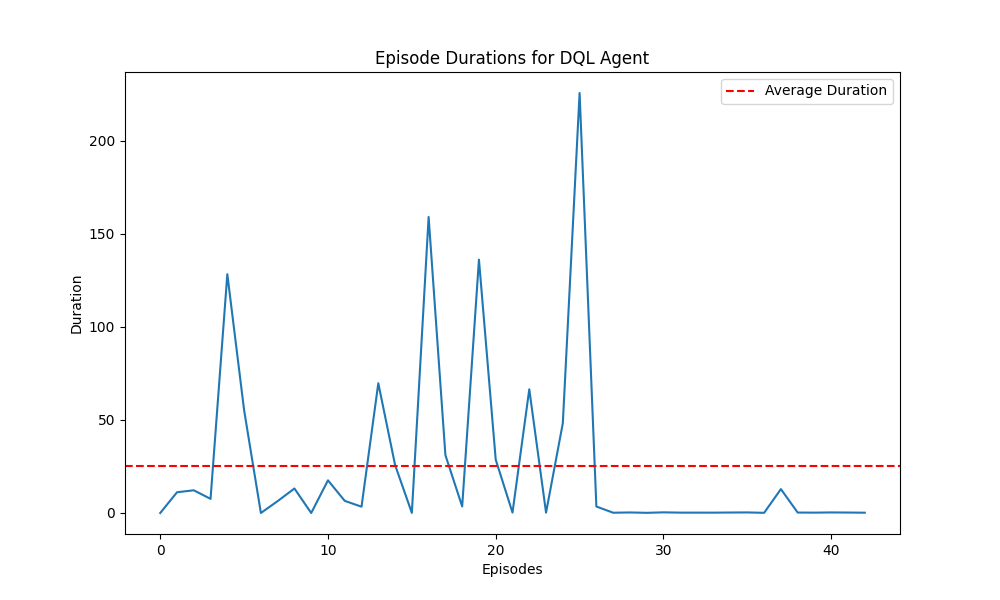 Episode Durations for DQL Agent
Average Duration
Duration
200
150
100
50
0
0 10 20 30 40
Episodes